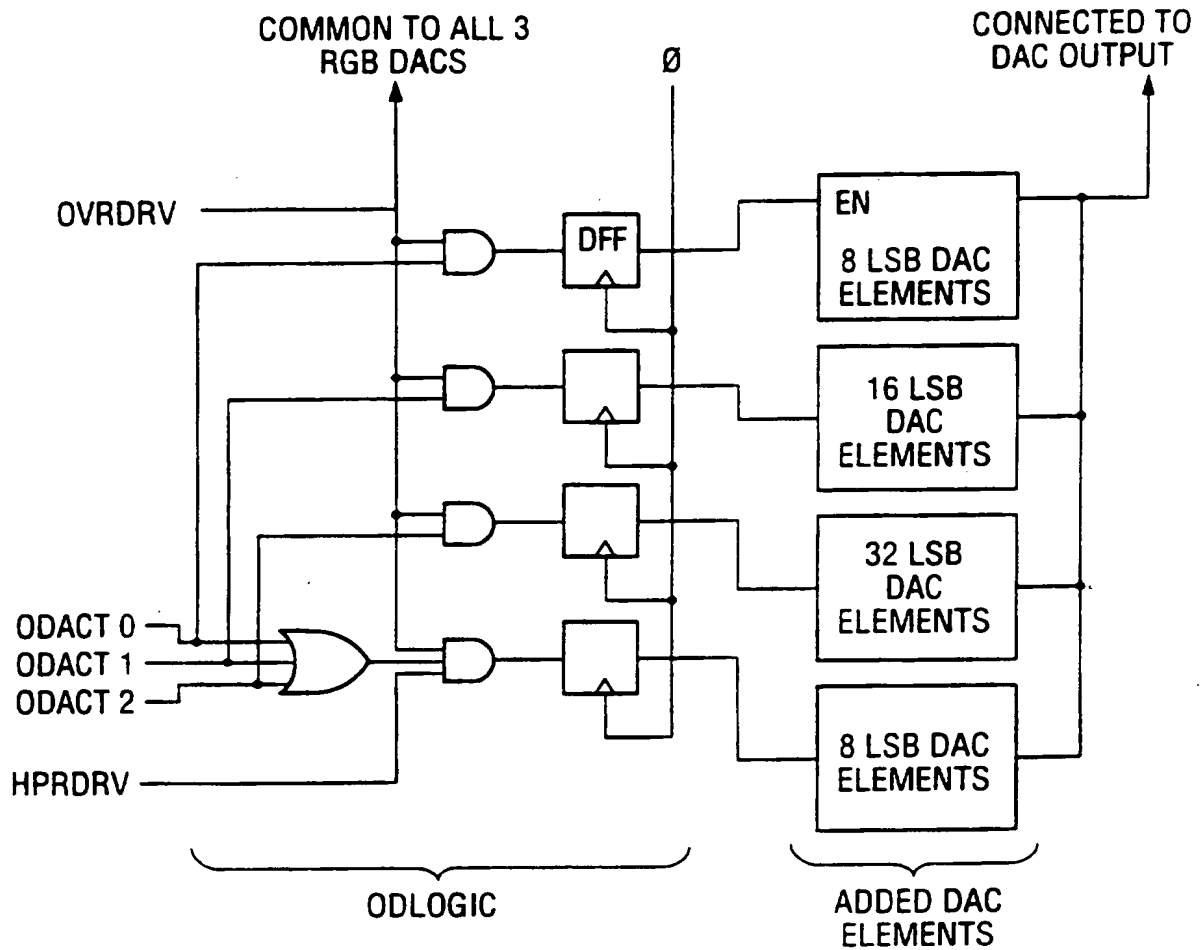 COMMON TO ALL 3
RGB DACS
Ø
CONNECTED TO
DAC OUTPUT
OVRDRV
DFF
EN
8 LSB DAC
ELEMENTS
16 LSB
DAC
ELEMENTS
32 LSB
DAC
ELEMENTS
ODACT 0
ODACT 1
ODACT 2
8 LSB DAC
ELEMENTS
HPRDRV
ODLOGIC
ADDED DAC
ELEMENTS